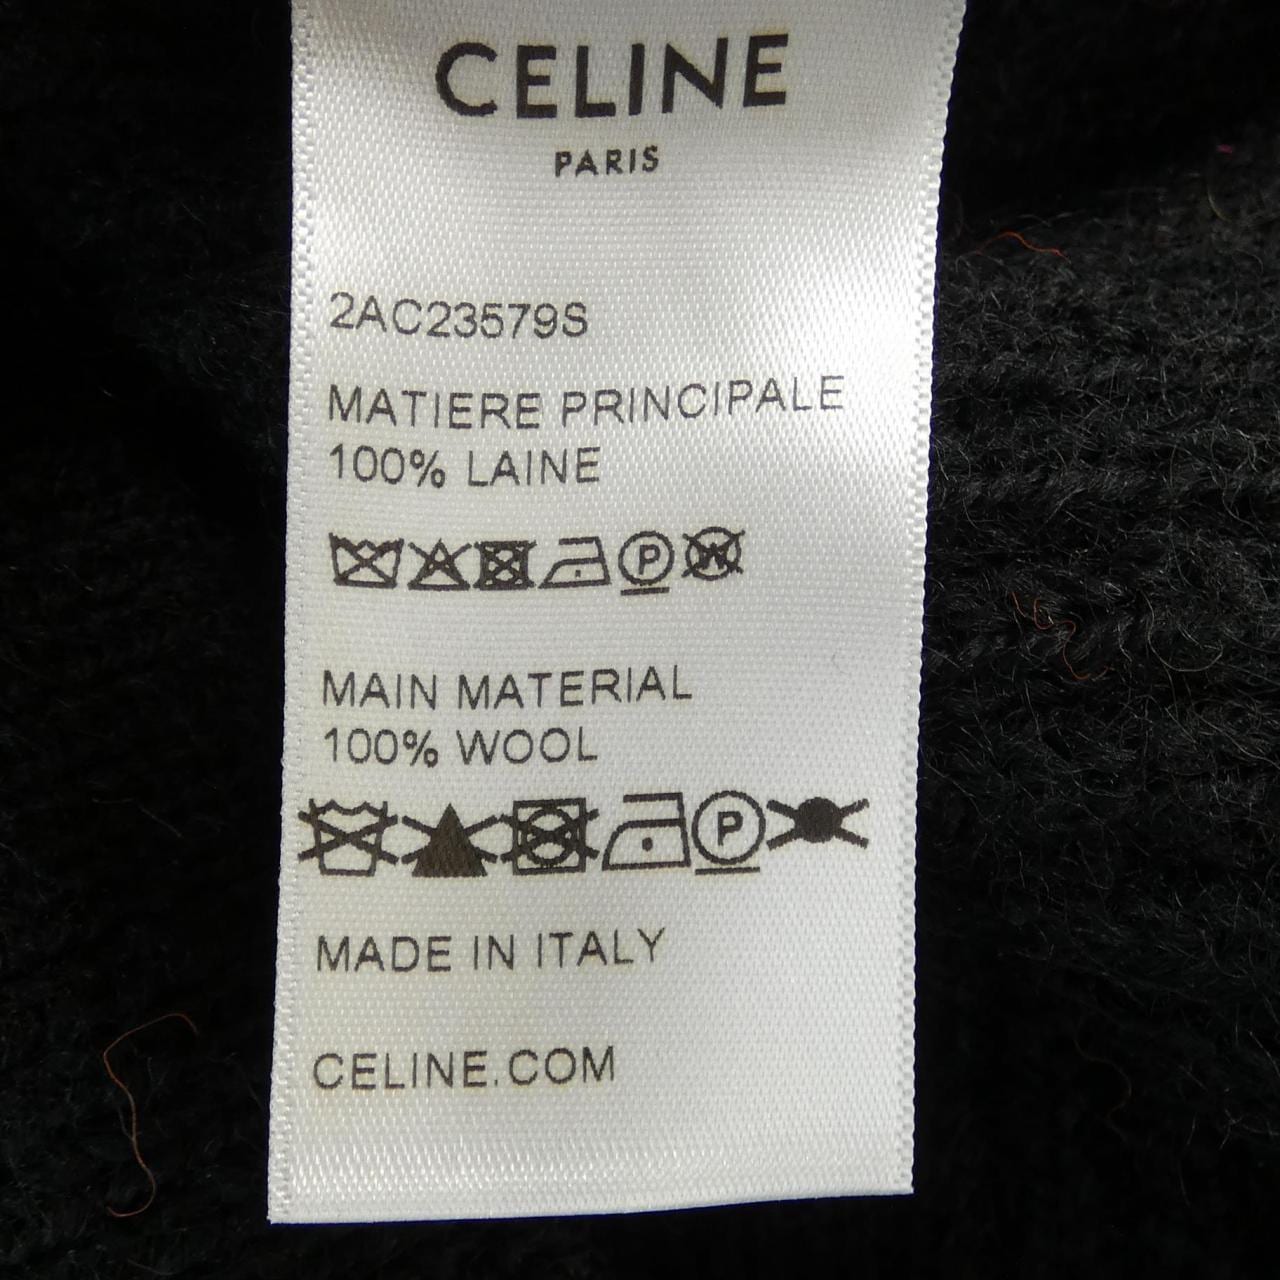 CELINE
PARIS
2AC23579S
MATIERE PRINCIPALE
100% LAINE
P W
MAIN MATERIAL
100% WOOL
P
MADE IN ITALY
CELINE.COM